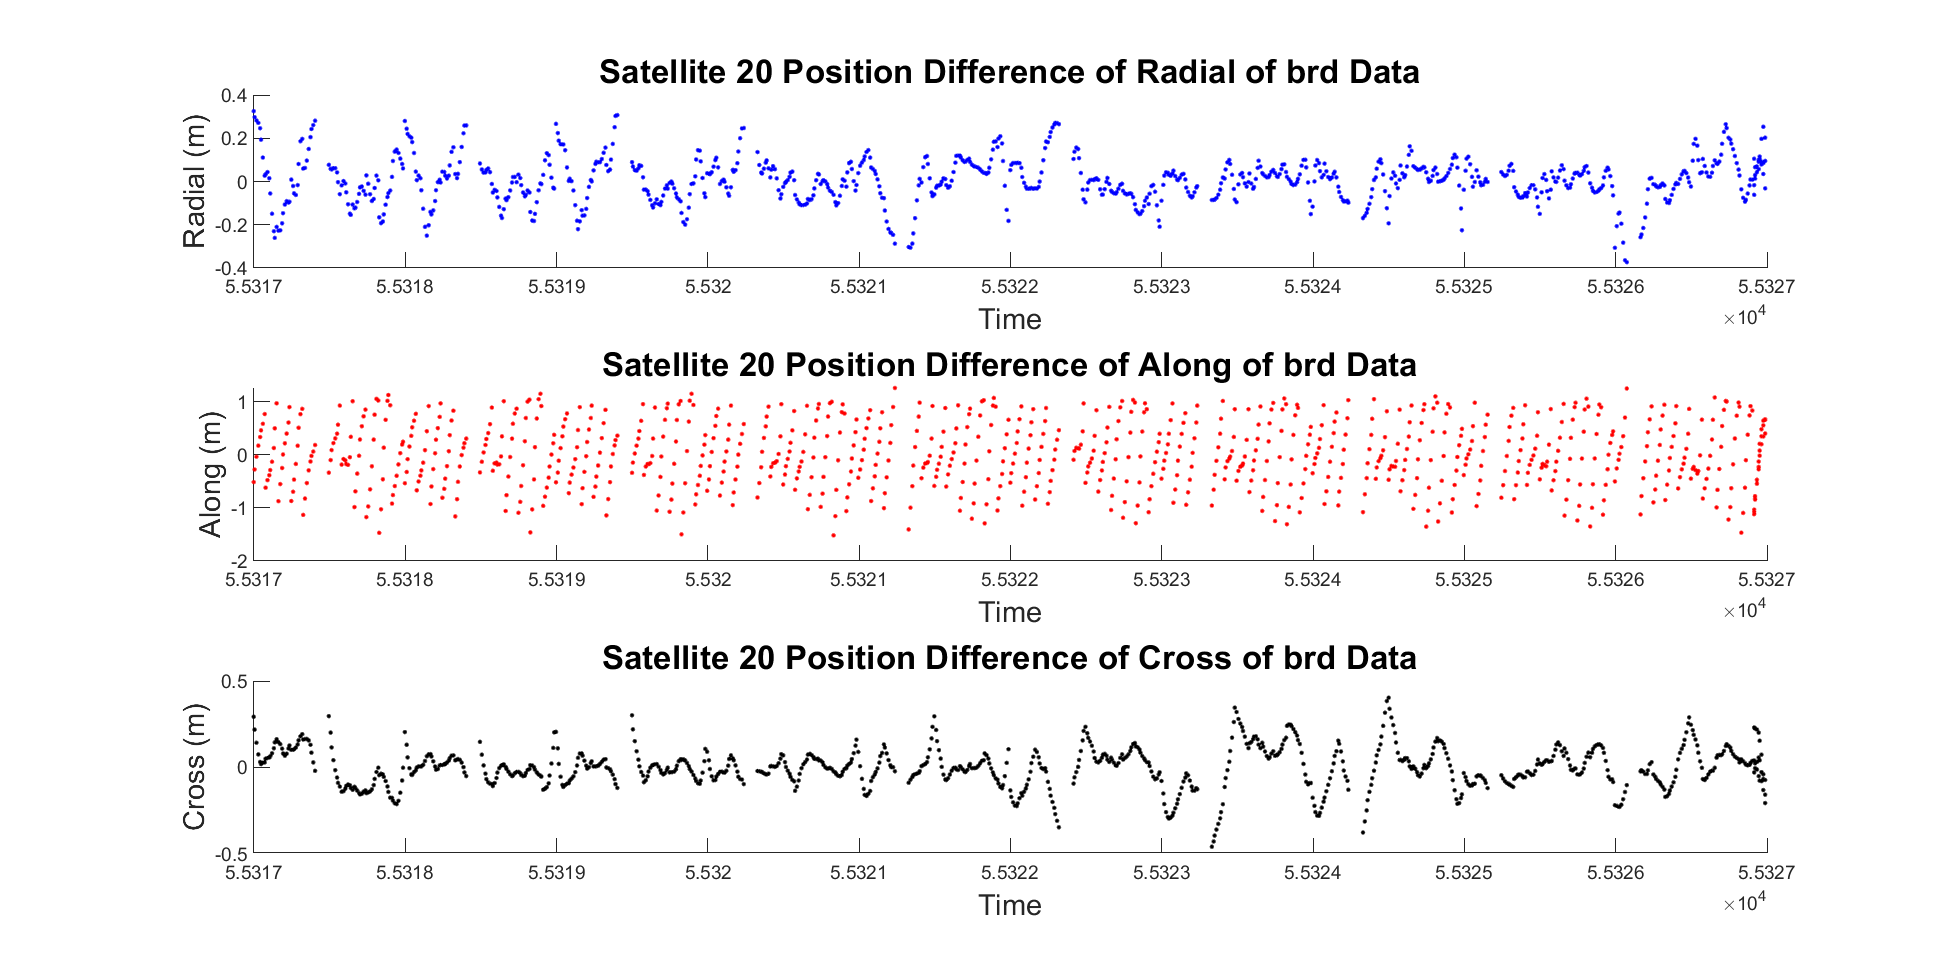 Satellite 20 Position Difference of Radial of brd Data
0.4
0.2
0
-0.2
-0.4
Radial (m)
5.5317 5.5318 5.5319 5.532 5.5321 5.5322 5.5323 5.5324 5.5325 5.5326 5.5327
Time
×10^4
Satellite 20 Position Difference of Along of brd Data
1
0
-1
-2
Along (m)
5.5317 5.5318 5.5319 5.532 5.5321 5.5322 5.5323 5.5324 5.5325 5.5326 5.5327
Time
×10^4
Satellite 20 Position Difference of Cross of brd Data
0.5
0
-0.5
Cross (m)
5.5317 5.5318 5.5319 5.532 5.5321 5.5322 5.5323 5.5324 5.5325 5.5326 5.5327
Time
×10^4